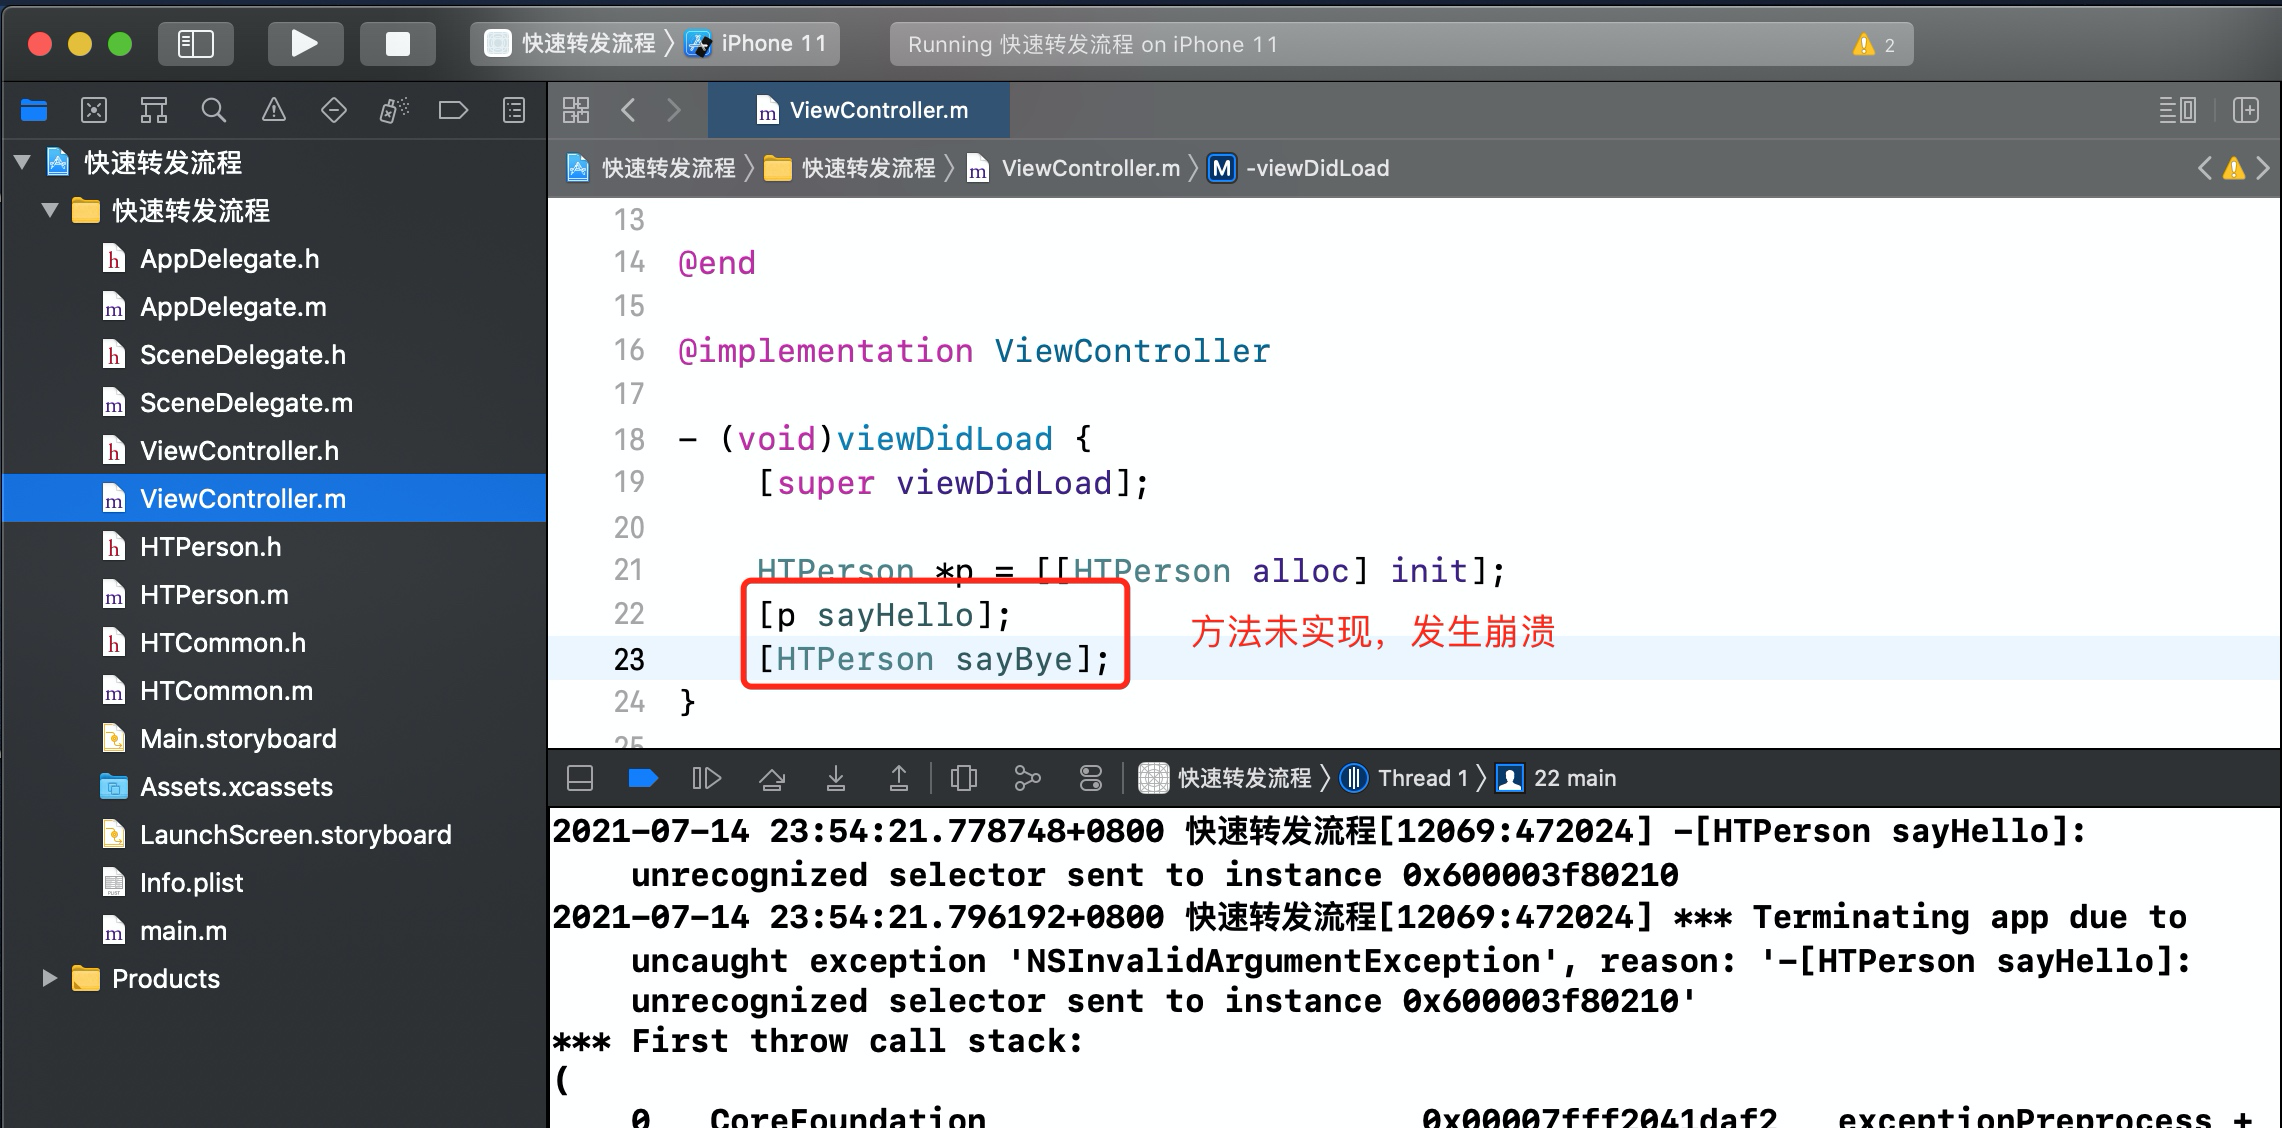 快速转发流程 〉 iPhone 11
Running 快速转发流程 on iPhone 11
2
快速转发流程
快速转发流程
AppDelegate.h
AppDelegate.m
SceneDelegate.h
SceneDelegate.m
ViewController.h
ViewController.m
HTPerson.h
HTPerson.m
HTCommon.h
HTCommon.m
Main.storyboard
Assets.xcassets
LaunchScreen.storyboard
Info.plist
main.m
Products
ViewController.m
快速转发流程 〉 快速转发流程 〉 ViewController.m 〉 M -viewDidLoad
13
14 @end
15
16 @implementation ViewController
17
18 - (void)viewDidLoad {
19 [super viewDidLoad];
20
21 HTPerson *p = [[HTPerson alloc] init];
22 [p sayHello];
23 [HTPerson sayBye];
方法未实现，发生崩溃
24 }
25
快速转发流程 〉 Thread 1 〉 22 main
2021-07-14 23:54:21.778748+0800 快速转发流程[12069:472024] -[HTPerson sayHello]:
unrecognized selector sent to instance 0x600003f80210
2021-07-14 23:54:21.796192+0800 快速转发流程[12069:472024] *** Terminating app due to
uncaught exception 'NSInvalidArgumentException', reason: '-[HTPerson sayHello]:
unrecognized selector sent to instance 0x600003f80210'
*** First throw call stack:
(
0 CoreFoundation 0x00007fff2041daf2 exceptionPreprocess +